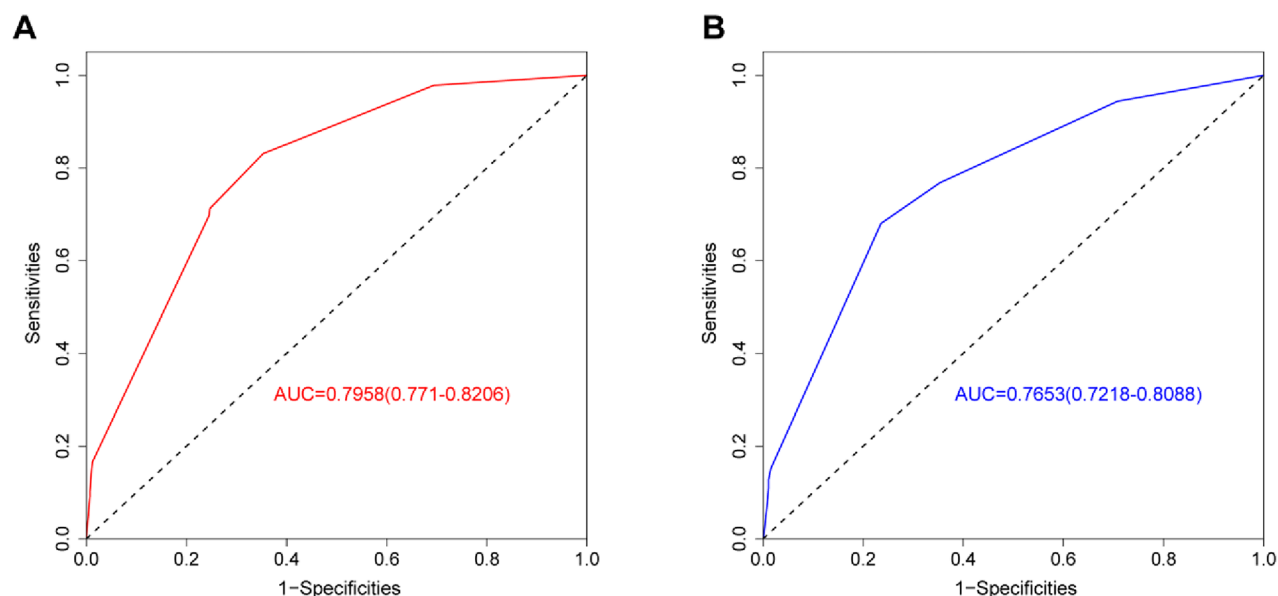 A
1.0
0.8
0.6
0.4
0.2
0.0
Sensitivities
AUC=0.7958(0.771-0.8206)
0.0 0.2 0.4 0.6 0.8 1.0
1−Specificities
B
1.0
0.8
0.6
0.4
0.2
0.0
Sensitivities
AUC=0.7653(0.7218-0.8088)
0.0 0.2 0.4 0.6 0.8 1.0
1−Specificities